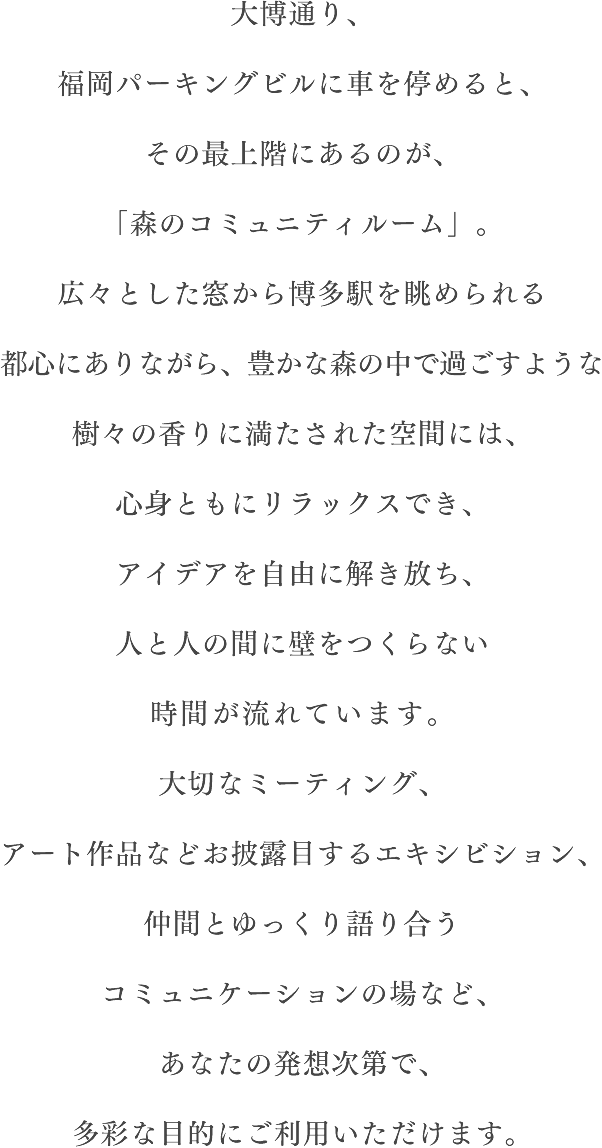 大博通り、
福岡パーキングビルに車を停めると、
その最上階にあるのが、
「森のコミュニティルーム」。
広々とした窓から博多駅を眺められる
都心にありながら、豊かな森の中で過ごすような
樹々の香りに満たされた空間には、
心身ともにリラックスでき、
アイデアを自由に解き放ち、
人と人の間に壁をつくらない
時間が流れています。
大切なミーティング、
アート作品などお披露目するエキシビション、
仲間とゆっくり語り合う
コミュニケーションの場など、
あなたの発想次第で、
多彩な目的にご利用いただけます。